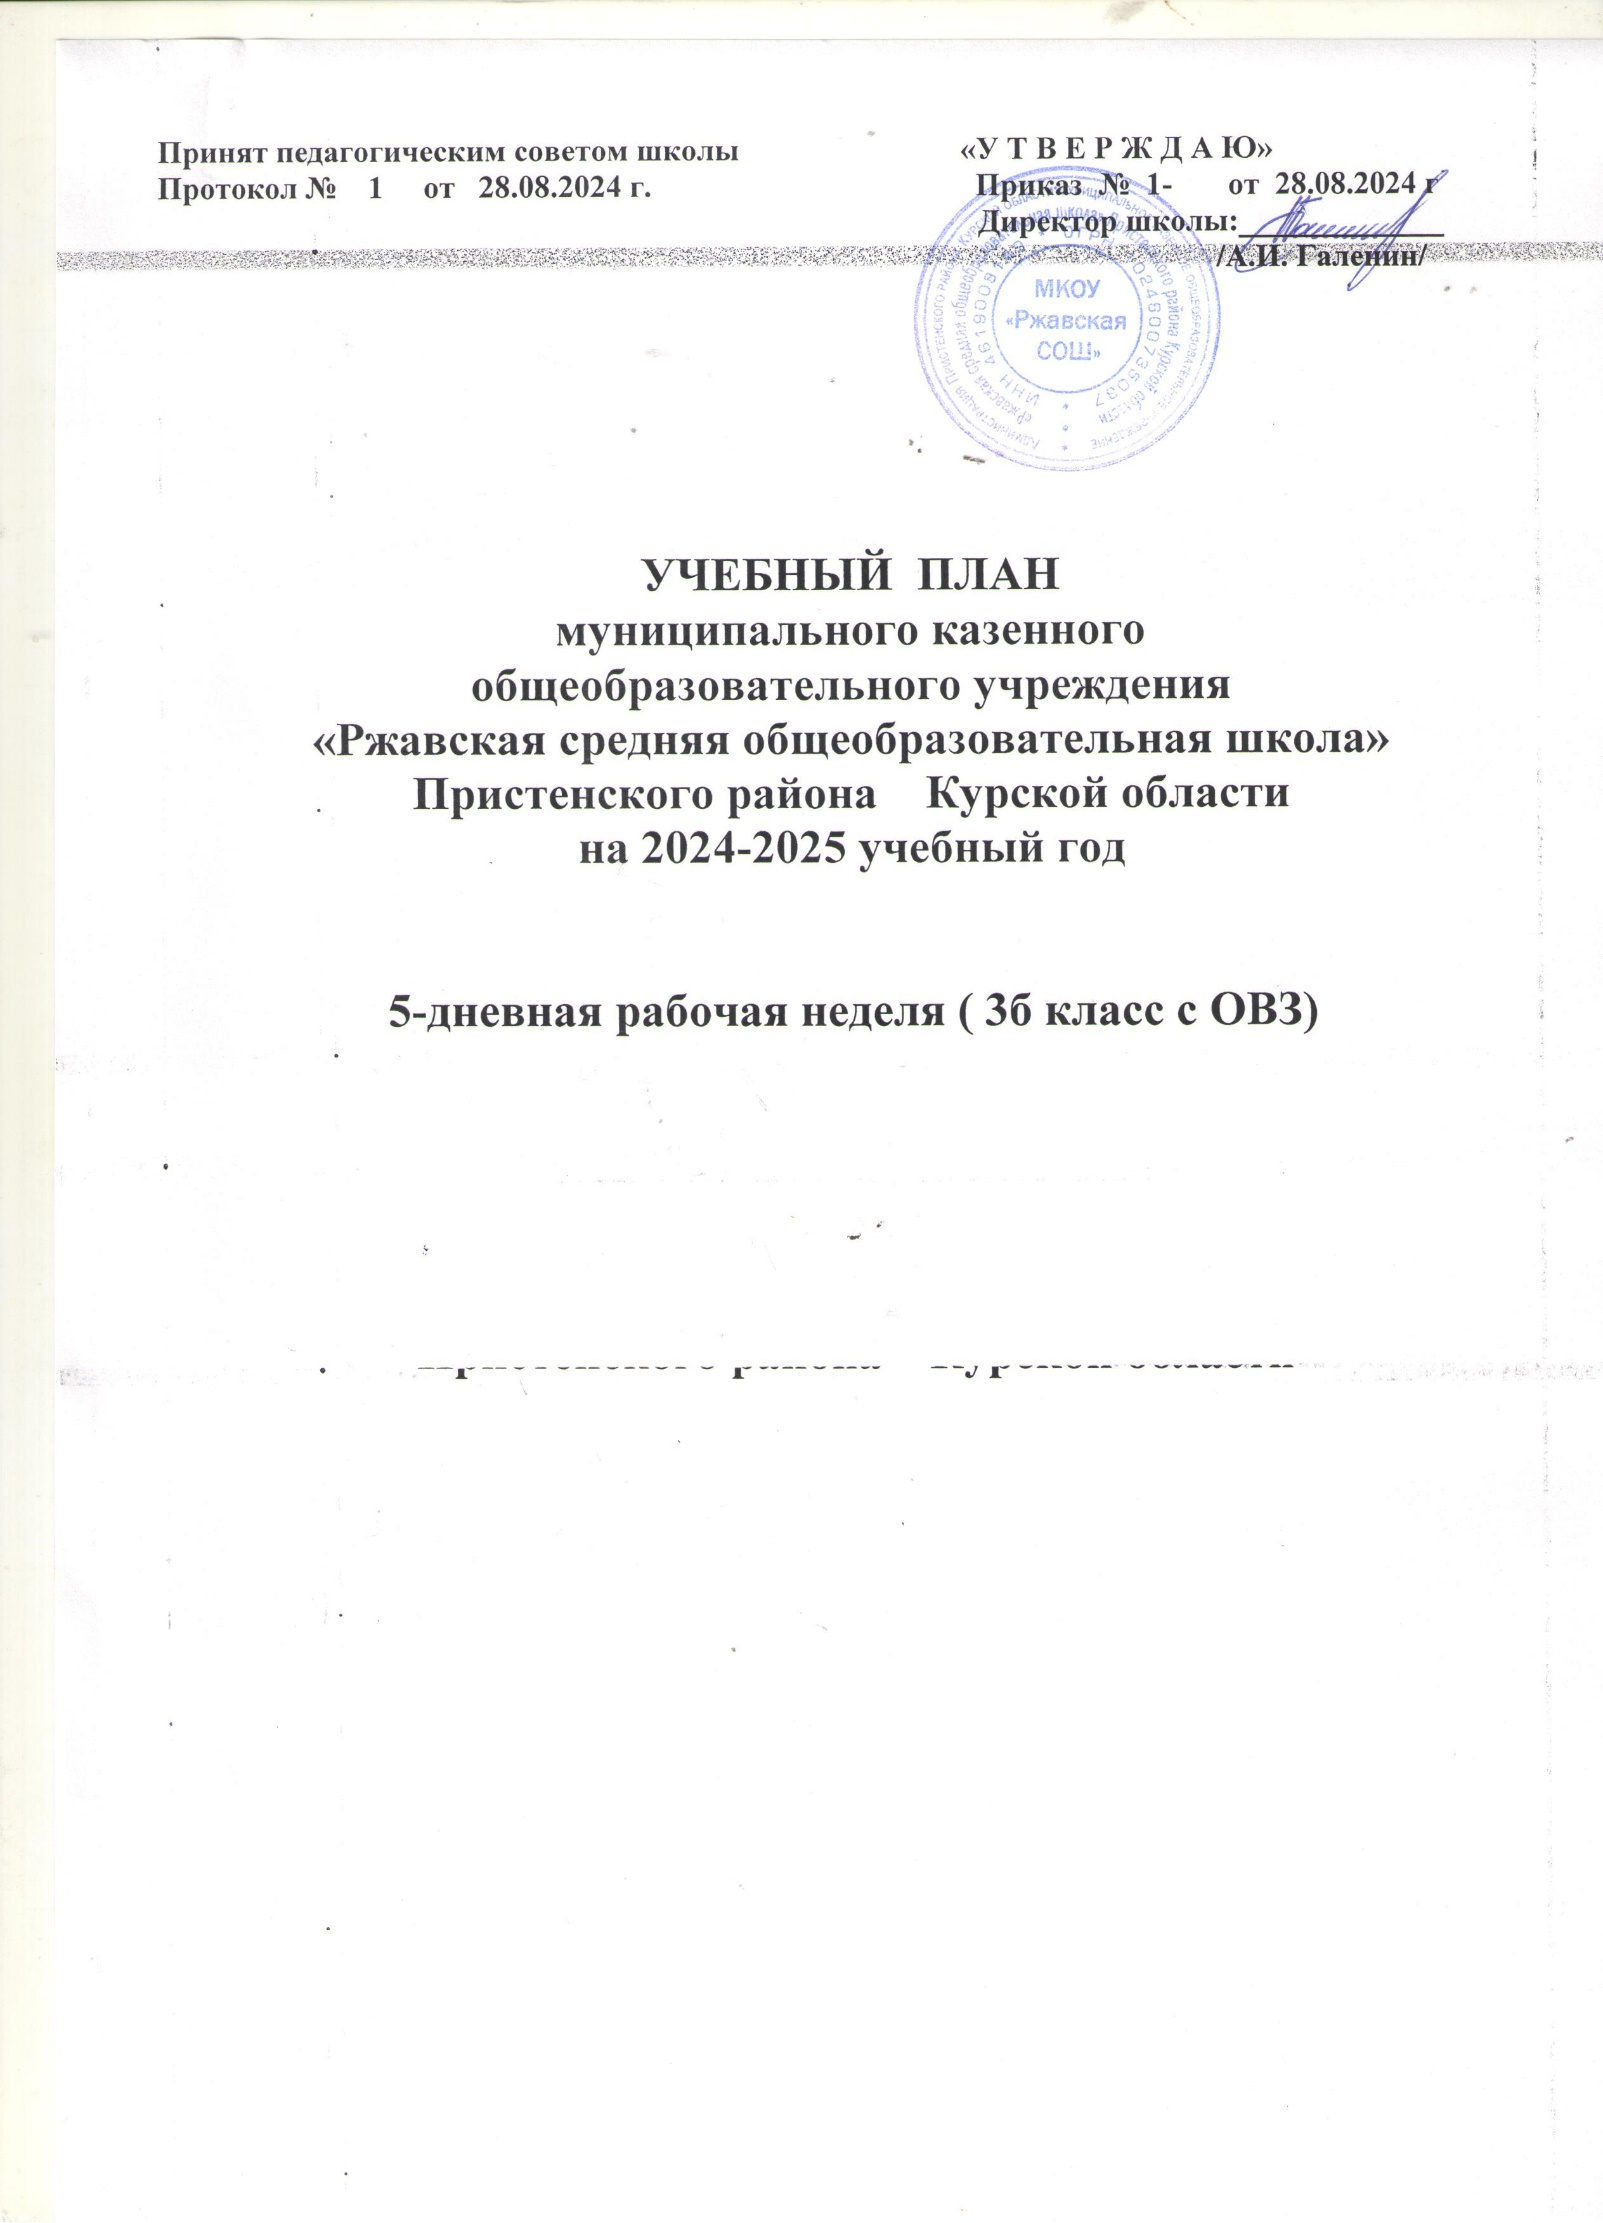 Принят педагогическим советом школы
Протокол № 1 от 28.08.2024 г.
«У Т В Е Р Ж Д А Ю»
Приказ № 1- от 28.08.2024 г
Директор школы:
/А.И. Галенин/
МКОУ
«Ржавская
СОШ»
УЧЕБНЫЙ ПЛАН
муниципального казенного
общеобразовательного учреждения
«Ржавская средняя общеобразовательная школа»
Пристенского района Курской области
на 2024-2025 учебный год
5-дневная рабочая неделя ( 3б класс с ОВЗ)